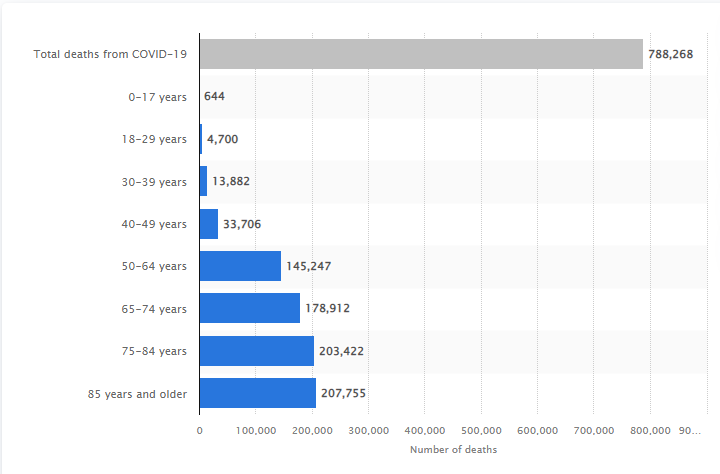 Total deaths from COVID-19 788,268
0-17 years 644
18-29 years 4,700
30-39 years 13,882
40-49 years 33,706
50-64 years 145,247
65-74 years 178,912
75-84 years 203,422
85 years and older 207,755
0 100,000 200,000 300,000 400,000 500,000 600,000 700,000 800,000 90...
Number of deaths